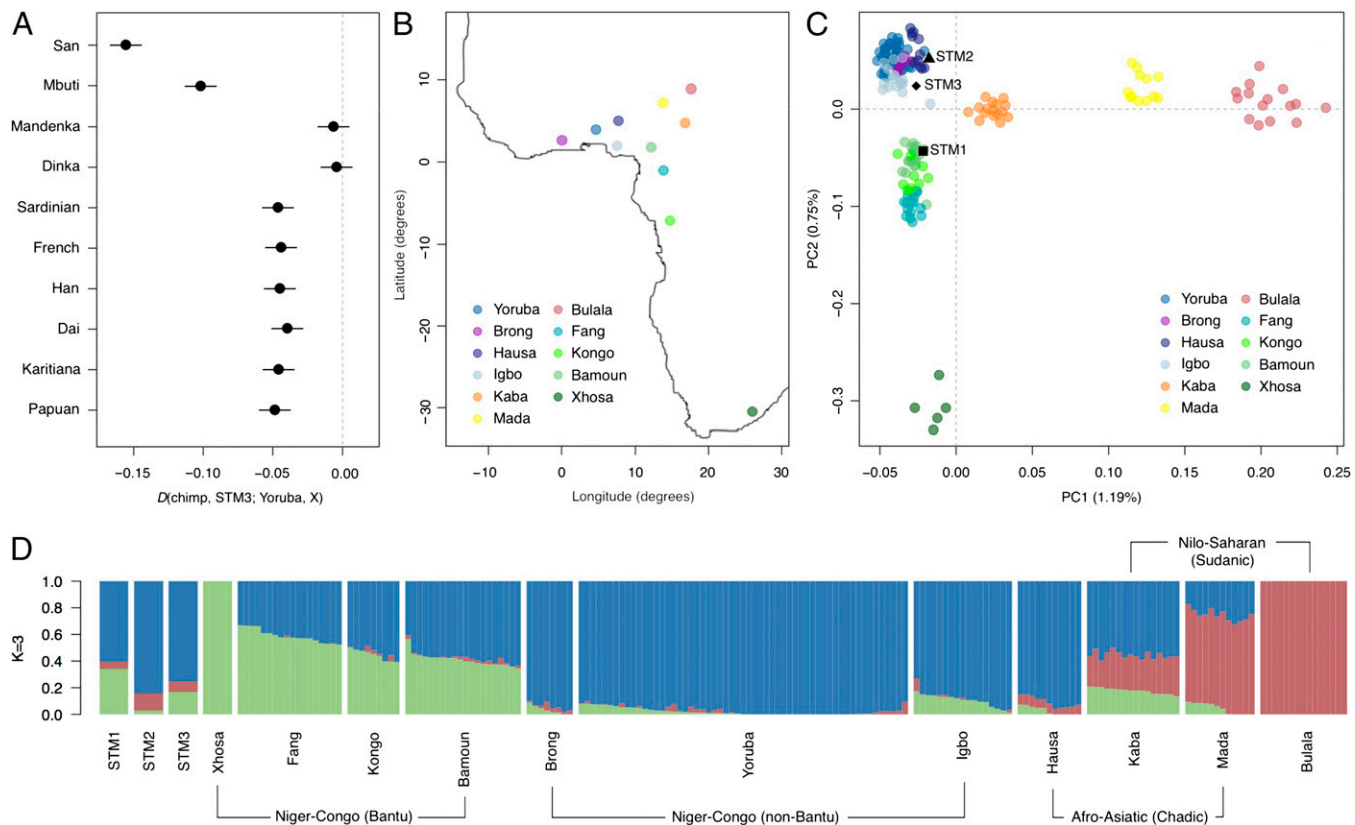 A
San
Mbuti
Mandenka
Dinka
Sardinian
French
Han
Dai
Karitiana
Papuan
−0.15
−0.10
−0.05
0.00
D(chimp, STM3; Yoruba, X)
B
Latitude (degrees)
10
0
−10
−20
−30
Yoruba
Brong
Hausa
Igbo
Kaba
Mada
Bulala
Fang
Kongo
Bamoun
Xhosa
−10
0
10
20
30
Longitude (degrees)
C
PC2 (0.75%)
0.0
−0.1
−0.2
−0.3
STM2
STM3
STM1
Yoruba
Brong
Hausa
Igbo
Kaba
Mada
Bulala
Fang
Kongo
Bamoun
Xhosa
−0.05
0.00
0.05
0.10
0.15
0.20
0.25
PC1 (1.19%)
D
Nilo-Saharan
(Sudanic)
K=3
1.0
0.8
0.6
0.4
0.2
0.0
STM1
STM2
STM3
Xhosa
Fang
Kongo
Bamoun
Brong
Yoruba
Igbo
Hausa
Kaba
Mada
Bulala
Niger-Congo (Bantu)
Niger-Congo (non-Bantu)
Afro-Asiatic (Chadic)